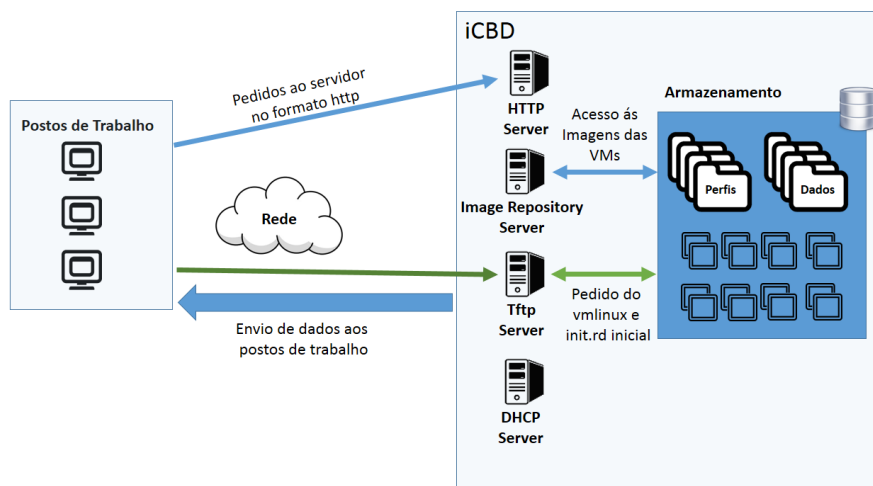 iCBD
Pedidos ao servidor
no formato http
HTTP
Server
Armazenamento
Postos de Trabalho
Acesso ás
Imagens das
VMs
Perfis
Dados
Image Repository
Server
Rede
Tftp
Server
Pedido do
vmlinux e
init.rd inicial
Envio de dados aos
postos de trabalho
DHCP
Server